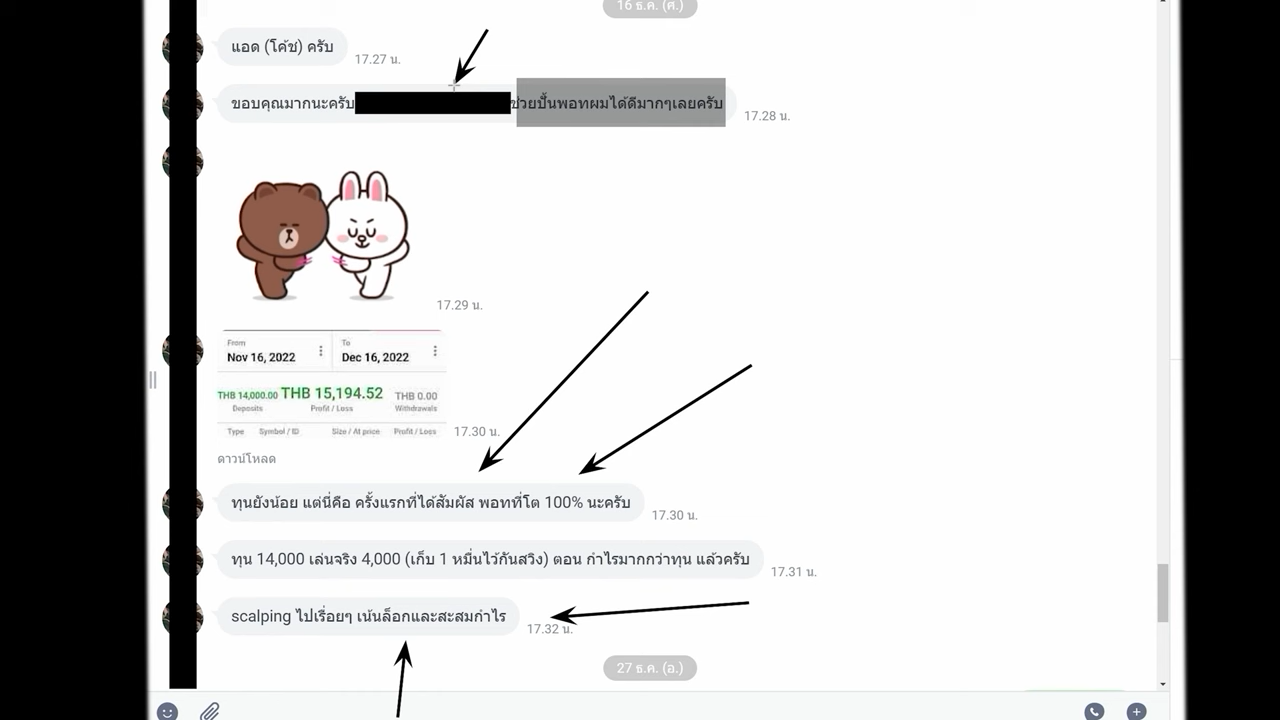 16 ธ.ค. (ศ.)
แอด (โค้ช) ครับ
17.27 น.
ขอบคุณมากนะครับ ช่วยปั้นพอทผมได้ดีมากๆเลยครับ
17.28 น.
17.29 น.
From To
Nov 16, 2022 Dec 16, 2022
THB 14,000.00 THB 15,194.52 THB 0.00
Deposits Profit / Loss Withdrawals
Type Symbol / ID Size / At price Profit / Loss
17.30 น.
ดาวน์โหลด
ทุนยังน้อย แต่นี่คือ ครั้งแรกที่ได้สัมผัส พอทที่โต 100% นะครับ
17.30 น.
ทุน 14,000 เล่นจริง 4,000 (เก็บ 1 หมื่นไว้กันสวิง) ตอน กำไรมากกว่าทุน แล้วครับ
17.31 น.
scalping ไปเรื่อยๆ เน้นล็อกและสะสมกำไร
17.32 น.
27 ธ.ค. (อ.)